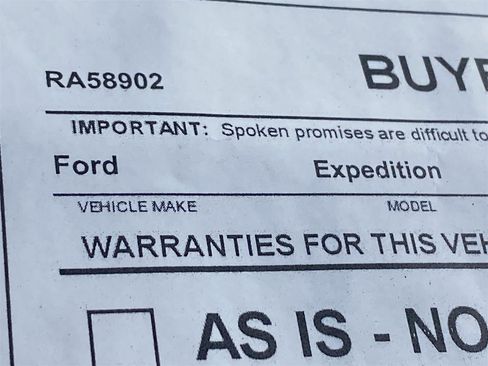 RA58902 BUYE
IMPORTANT: Spoken promises are difficult to
Ford Expedition
VEHICLE MAKE MODEL
WARRANTIES FOR THIS VEH
AS IS - NO